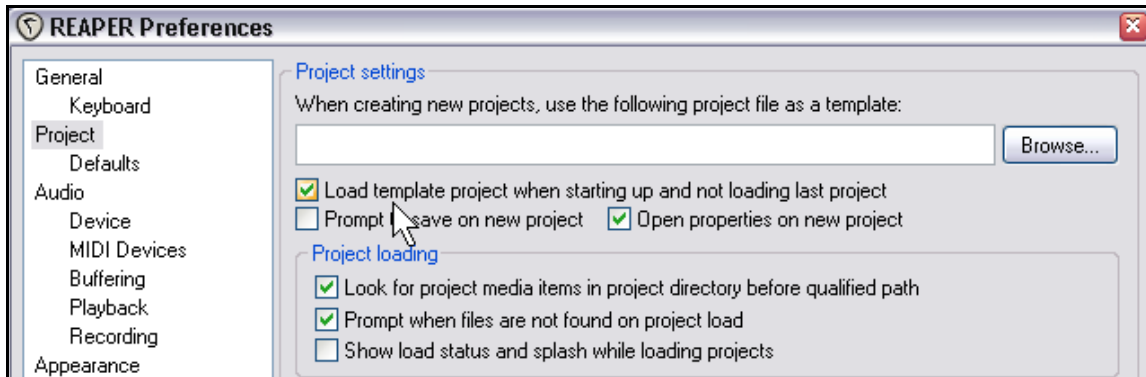 REAPER Preferences
General
Keyboard
Project
Defaults
Audio
Device
MIDI Devices
Buffering
Playback
Recording
Appearance
Project settings
When creating new projects, use the following project file as a template:
Browse...
Load template project when starting up and not loading last project
Prompt save on new project Open properties on new project
Project loading
Look for project media items in project directory before qualified path
Prompt when files are not found on project load
Show load status and splash while loading projects